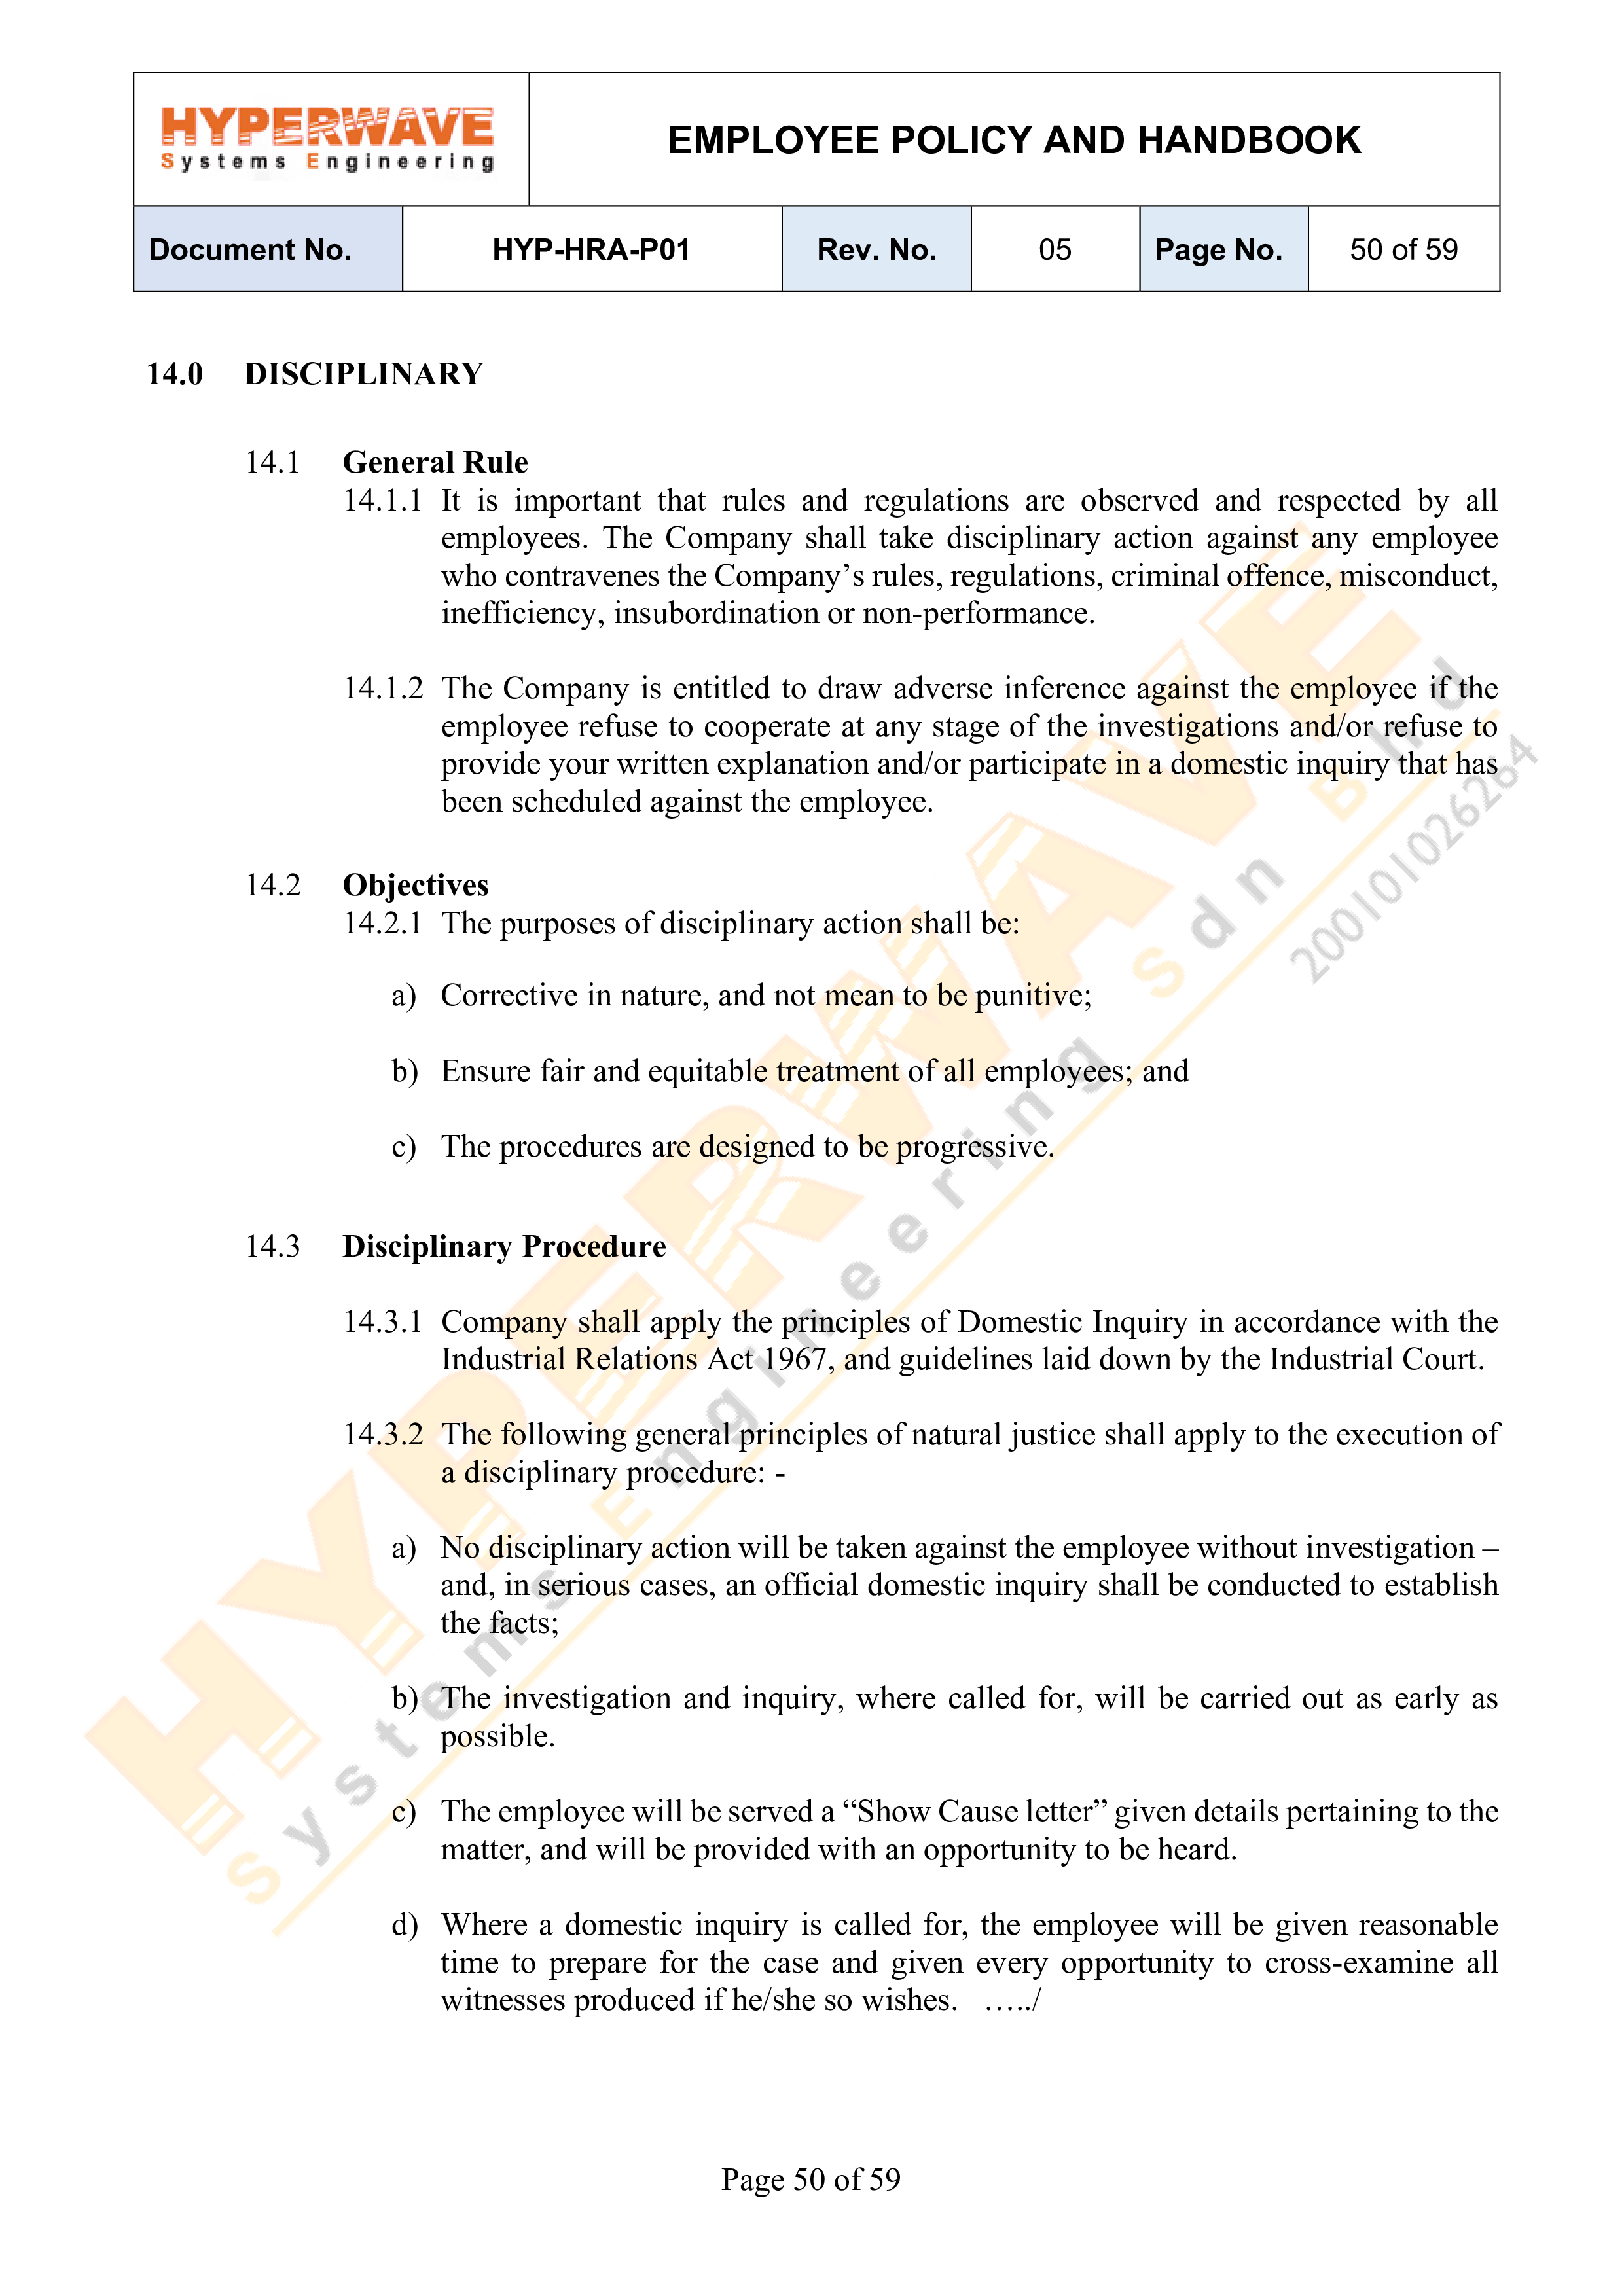 HYPERWAVE
Systems Engineering
EMPLOYEE POLICY AND HANDBOOK
Document No. HYP-HRA-P01 Rev. No. 05 Page No. 50 of 59
14.0 DISCIPLINARY
14.1 General Rule
14.1.1 It is important that rules and regulations are observed and respected by all
employees. The Company shall take disciplinary action against any employee
who contravenes the Company’s rules, regulations, criminal offence, misconduct,
inefficiency, insubordination or non-performance.
14.1.2 The Company is entitled to draw adverse inference against the employee if the
employee refuse to cooperate at any stage of the investigations and/or refuse to
provide your written explanation and/or participate in a domestic inquiry that has
been scheduled against the employee.
14.2 Objectives
14.2.1 The purposes of disciplinary action shall be:
a) Corrective in nature, and not mean to be punitive;
b) Ensure fair and equitable treatment of all employees; and
c) The procedures are designed to be progressive.
14.3 Disciplinary Procedure
14.3.1 Company shall apply the principles of Domestic Inquiry in accordance with the
Industrial Relations Act 1967, and guidelines laid down by the Industrial Court.
14.3.2 The following general principles of natural justice shall apply to the execution of
a disciplinary procedure: -
a) No disciplinary action will be taken against the employee without investigation –
and, in serious cases, an official domestic inquiry shall be conducted to establish
the facts;
b) The investigation and inquiry, where called for, will be carried out as early as
possible.
c) The employee will be served a “Show Cause letter” given details pertaining to the
matter, and will be provided with an opportunity to be heard.
d) Where a domestic inquiry is called for, the employee will be given reasonable
time to prepare for the case and given every opportunity to cross-examine all
witnesses produced if he/she so wishes. …../
HYPERWAVE
Systems Engineering Sdn Bhd
200101026264
Page 50 of 59